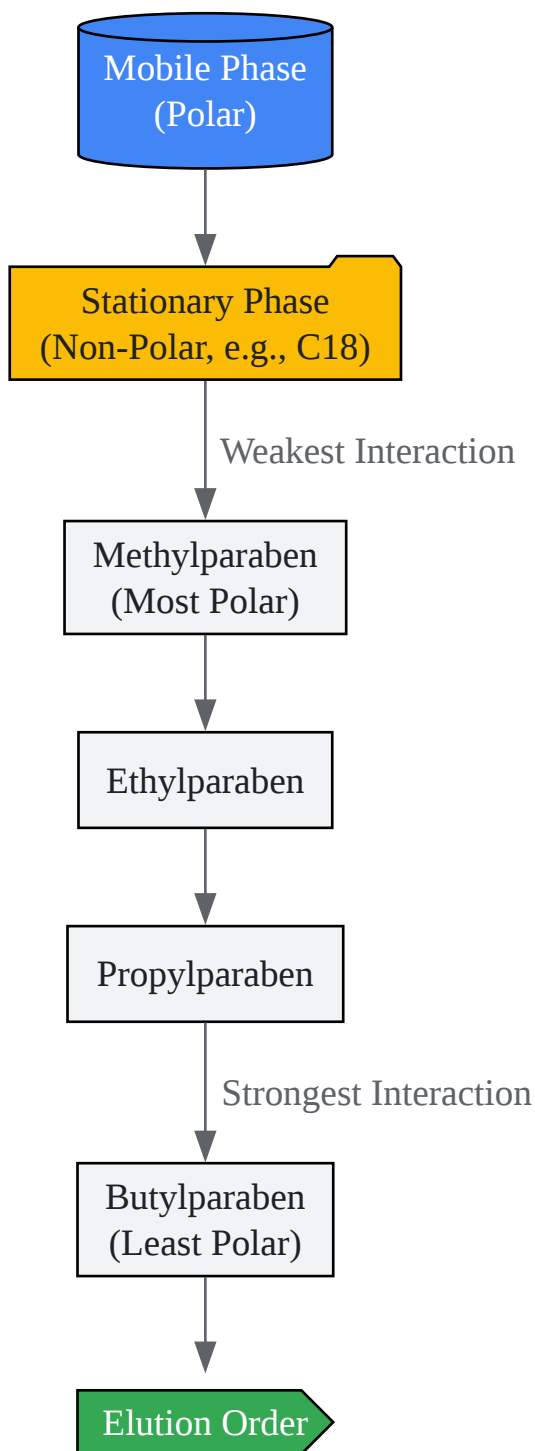 Mobile Phase
(Polar)
Stationary Phase
(Non-Polar, e.g., C18)
Weakest Interaction
Methylparaben
(Most Polar)
Ethylparaben
Propylparaben
Strongest Interaction
Butylparaben
(Least Polar)
Elution Order